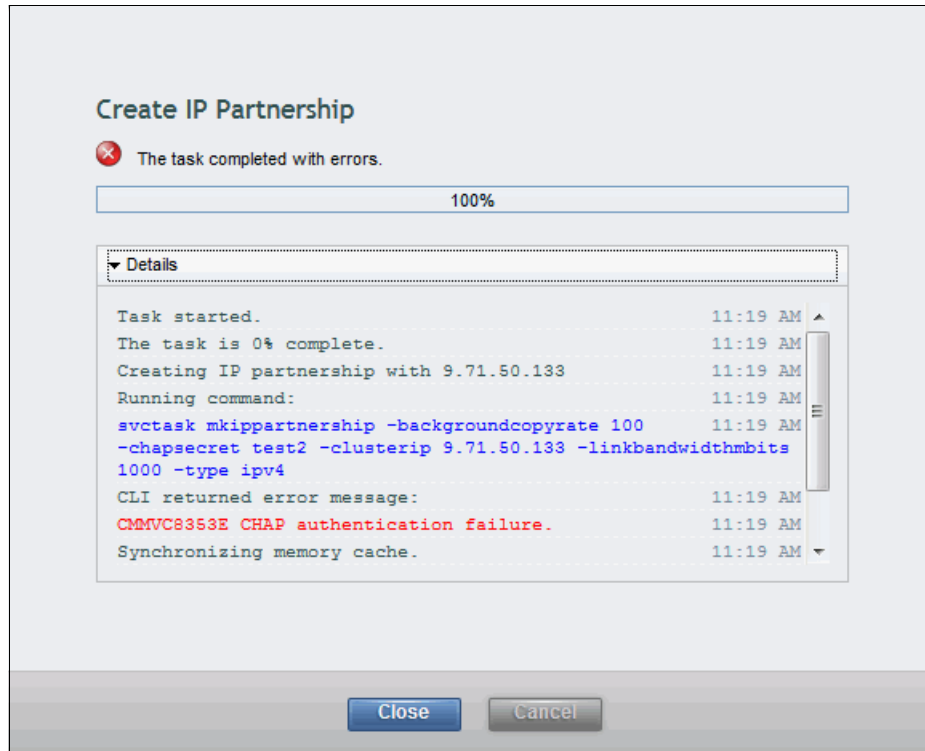 Create IP Partnership
The task completed with errors.
100%
Details
Task started. 11:19 AM
The task is 0% complete. 11:19 AM
Creating IP partnership with 9.71.50.133 11:19 AM
Running command: 11:19 AM
svctask mkippartnership -backgroundcopyrate 100 11:19 AM
-chapsecret test2 -clusterip 9.71.50.133 -linkbandwidthmbits
1000 -type ipv4
CLI returned error message: 11:19 AM
CMMVC8353E CHAP authentication failure. 11:19 AM
Synchronizing memory cache. 11:19 AM
Close Cancel